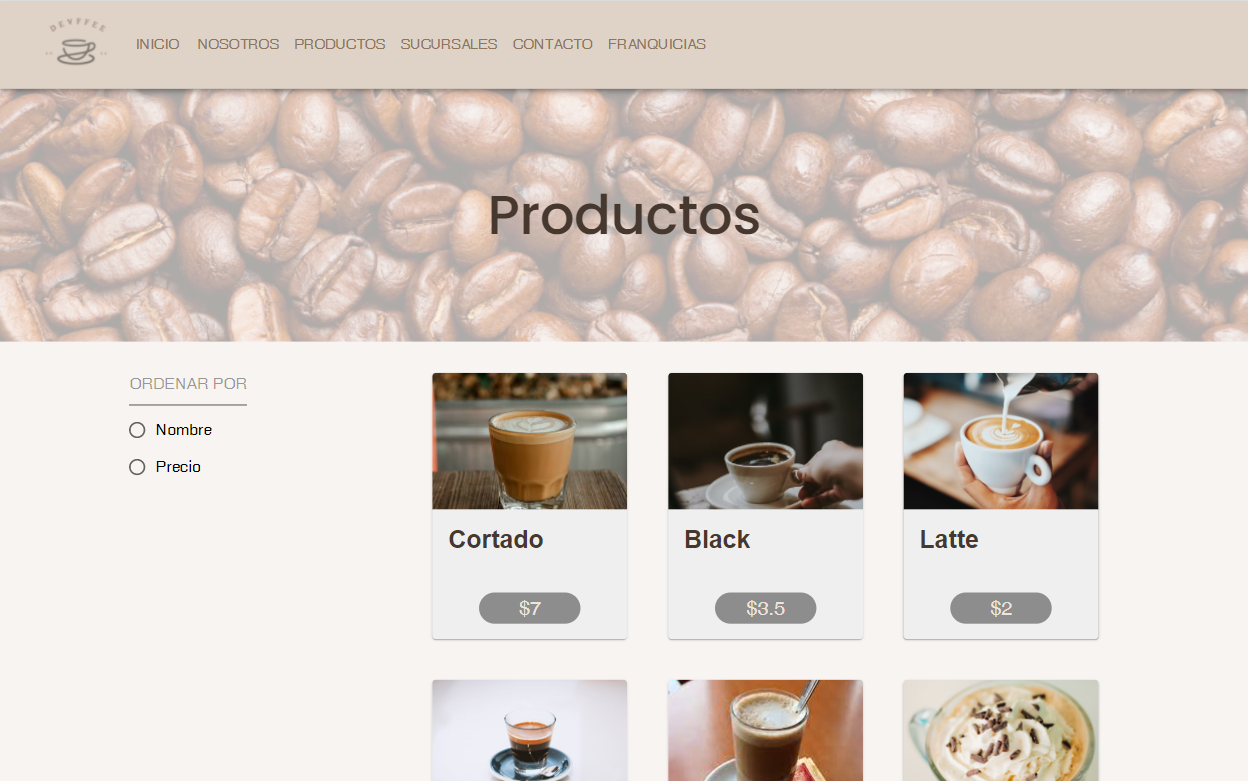 DEVFFEE
INICIO NOSOTROS PRODUCTOS SUCURSALES CONTACTO FRANQUICIAS
Productos
ORDENAR POR
Nombre
Precio
Cortado
$7
Black
$3.5
Latte
$2